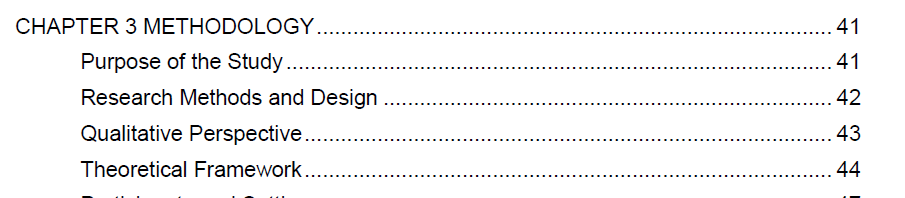 CHAPTER 3 METHODOLOGY ........................................................................................ 41
Purpose of the Study ............................................................................................ 41
Research Methods and Design ........................................................................... 42
Qualitative Perspective ......................................................................................... 43
Theoretical Framework ......................................................................................... 44